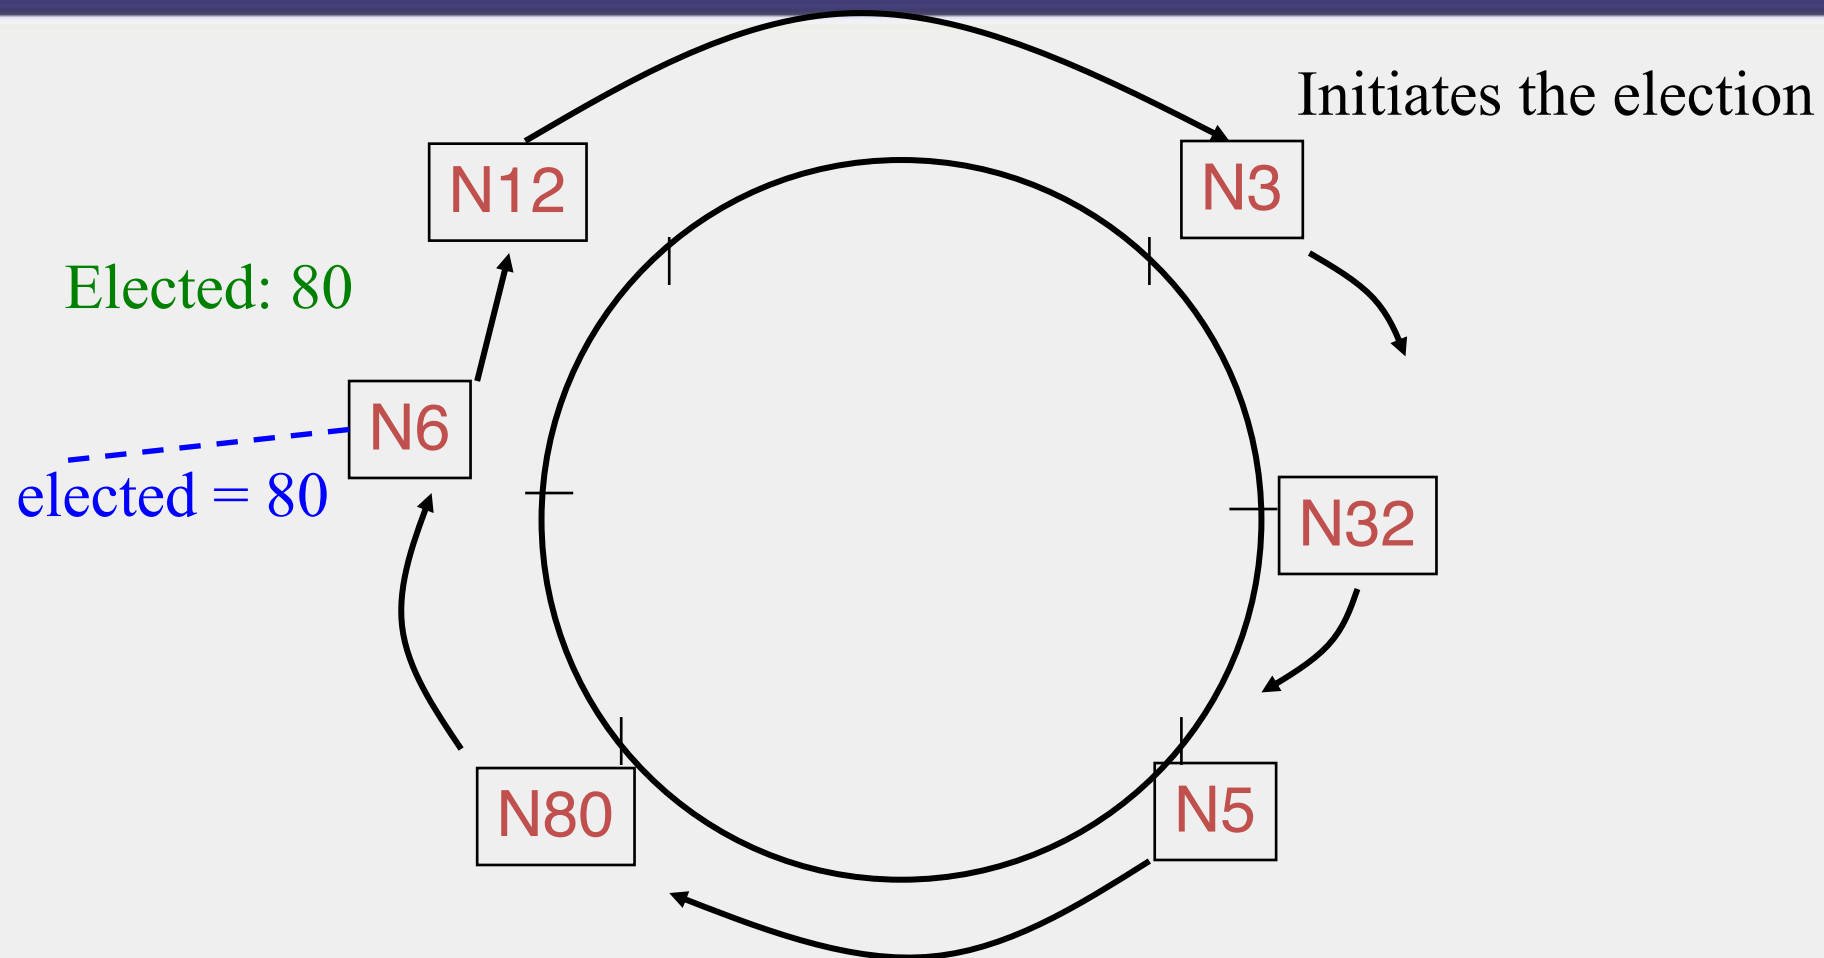 Initiates the election
N12
N3
Elected: 80
N6
elected = 80
N32
N80
N5